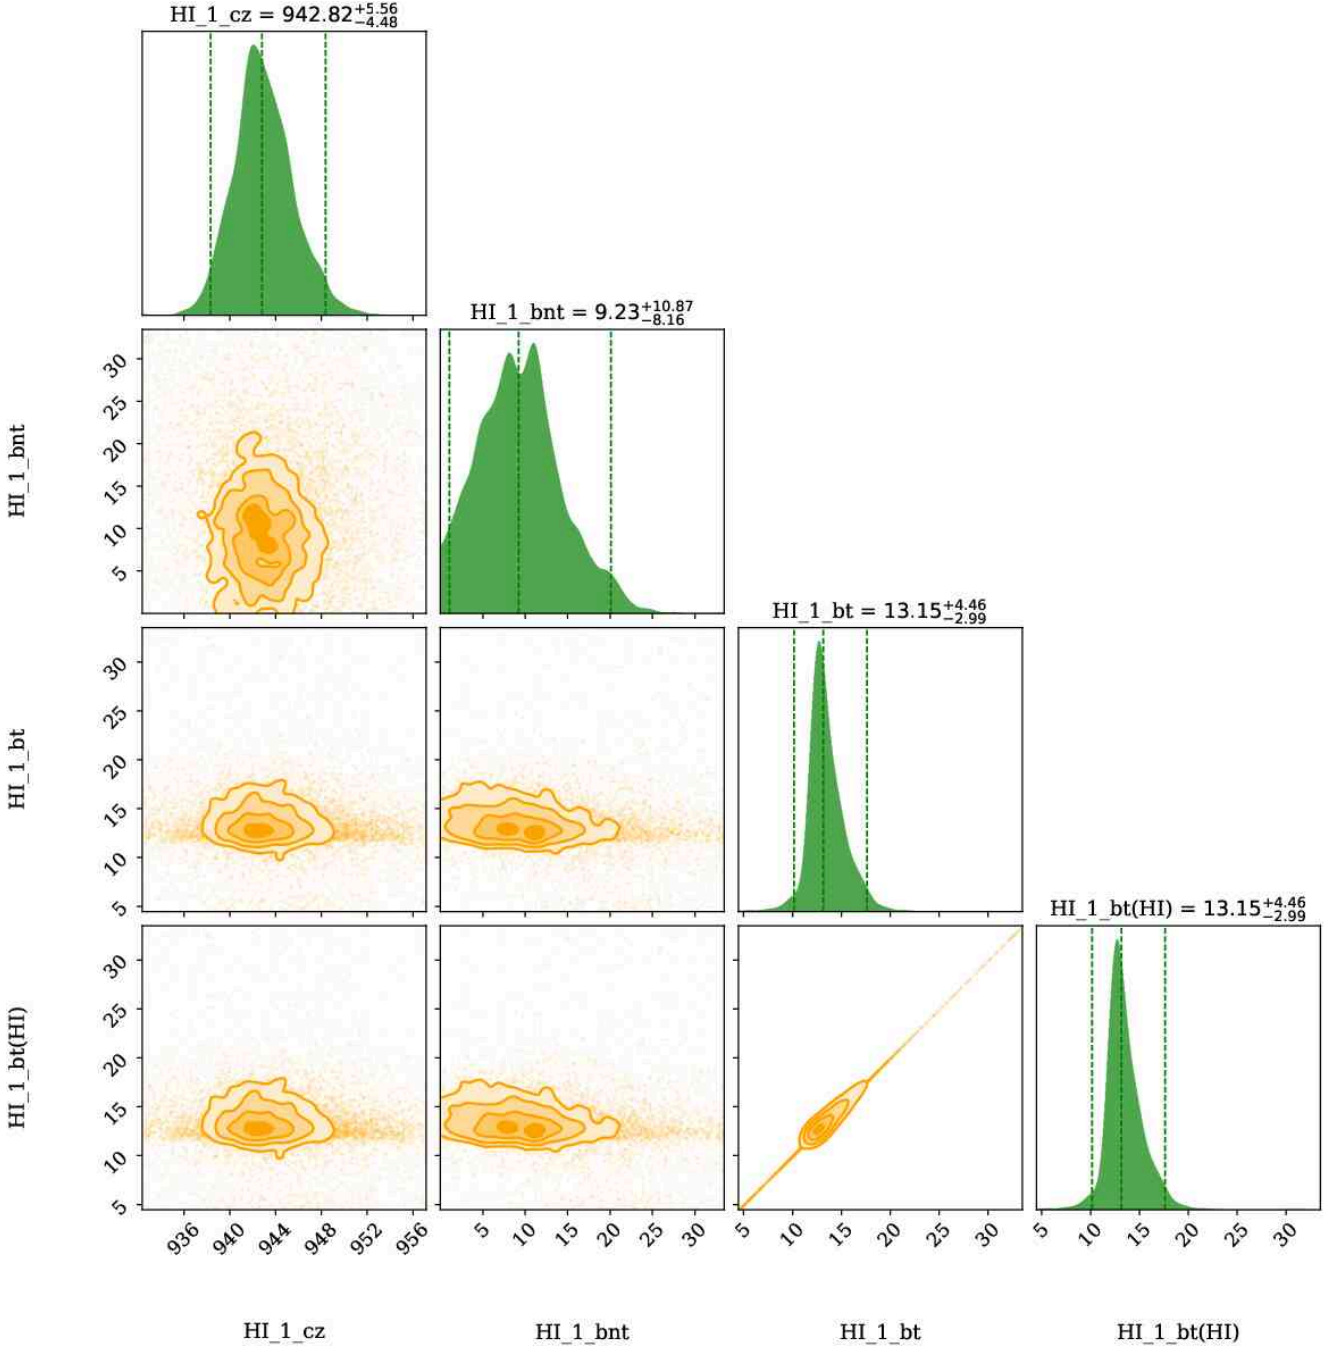 HI_1_cz = 942.82+5.56−4.48
HI_1_bnt = 9.23+10.87−8.16
30
25
20
15
10
5
HI_1_bnt
HI_1_bt = 13.15+4.46−2.99
30
25
20
15
10
5
HI_1_bt
HI_1_bt(HI) = 13.15+4.46−2.99
30
25
20
15
10
5
HI_1_bt(HI)
936 940 944 948 952 956
5 10 15 20 25 30
5 10 15 20 25 30
5 10 15 20 25 30
HI_1_cz
HI_1_bnt
HI_1_bt
HI_1_bt(HI)